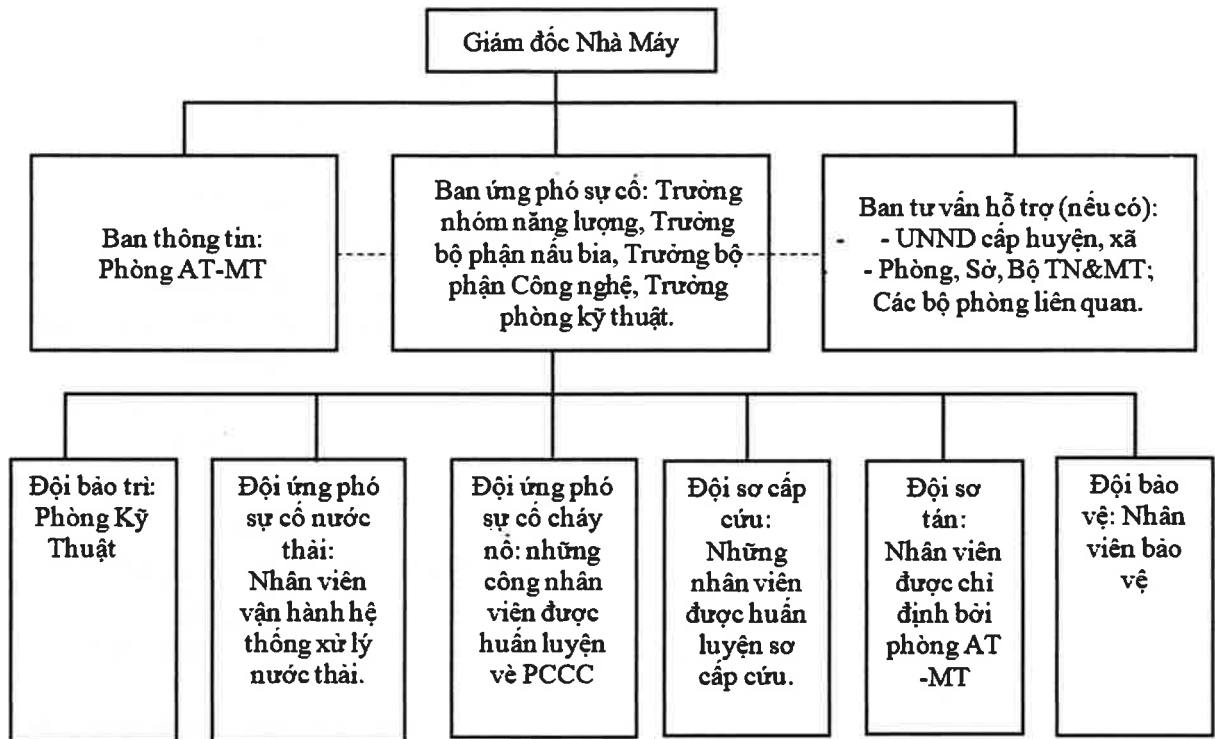 Giám đốc Nhà Máy
Ban thông tin:
Phòng AT-MT
Ban ứng phó sự cố: Trưởng
nhóm năng lượng, Trưởng
bộ phận nấu bia, Trưởng bộ
phận Công nghệ, Trưởng
phòng kỹ thuật.
Ban tư vấn hỗ trợ (nếu có):
- UNND cấp huyện, xã
- Phòng, Sở, Bộ TN&MT;
Các bộ phòng liên quan.
Đội bảo trì:
Phòng Kỹ
Thuật
Đội ứng phó
sự cố nước
thải:
Nhân viên
vận hành hệ
thống xử lý
nước thải.
Đội ứng phó
sự cố cháy
nổ: những
công nhân
viên được
huấn luyện
vè PCCC
Đội sơ cấp
cứu:
Những
nhân viên
được huấn
luyện sơ
cấp cứu.
Đội sơ
tán:
Nhân viên
được chỉ
định bởi
phòng AT
-MT
Đội bảo
vệ: Nhân
viên bảo
vệ